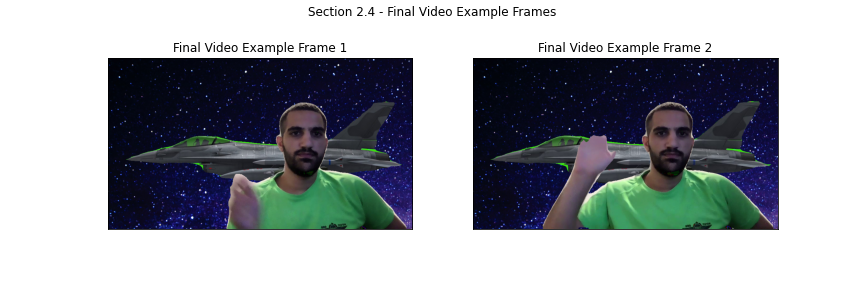 Section 2.4 - Final Video Example Frames
Final Video Example Frame 1
Final Video Example Frame 2